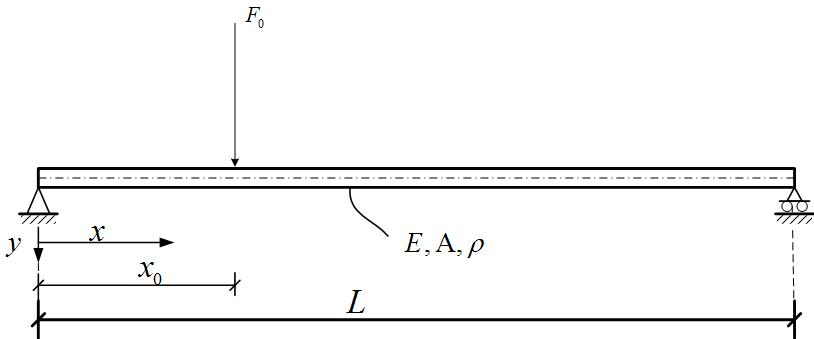 F₀
y
x
E, A, ρ
x₀
L